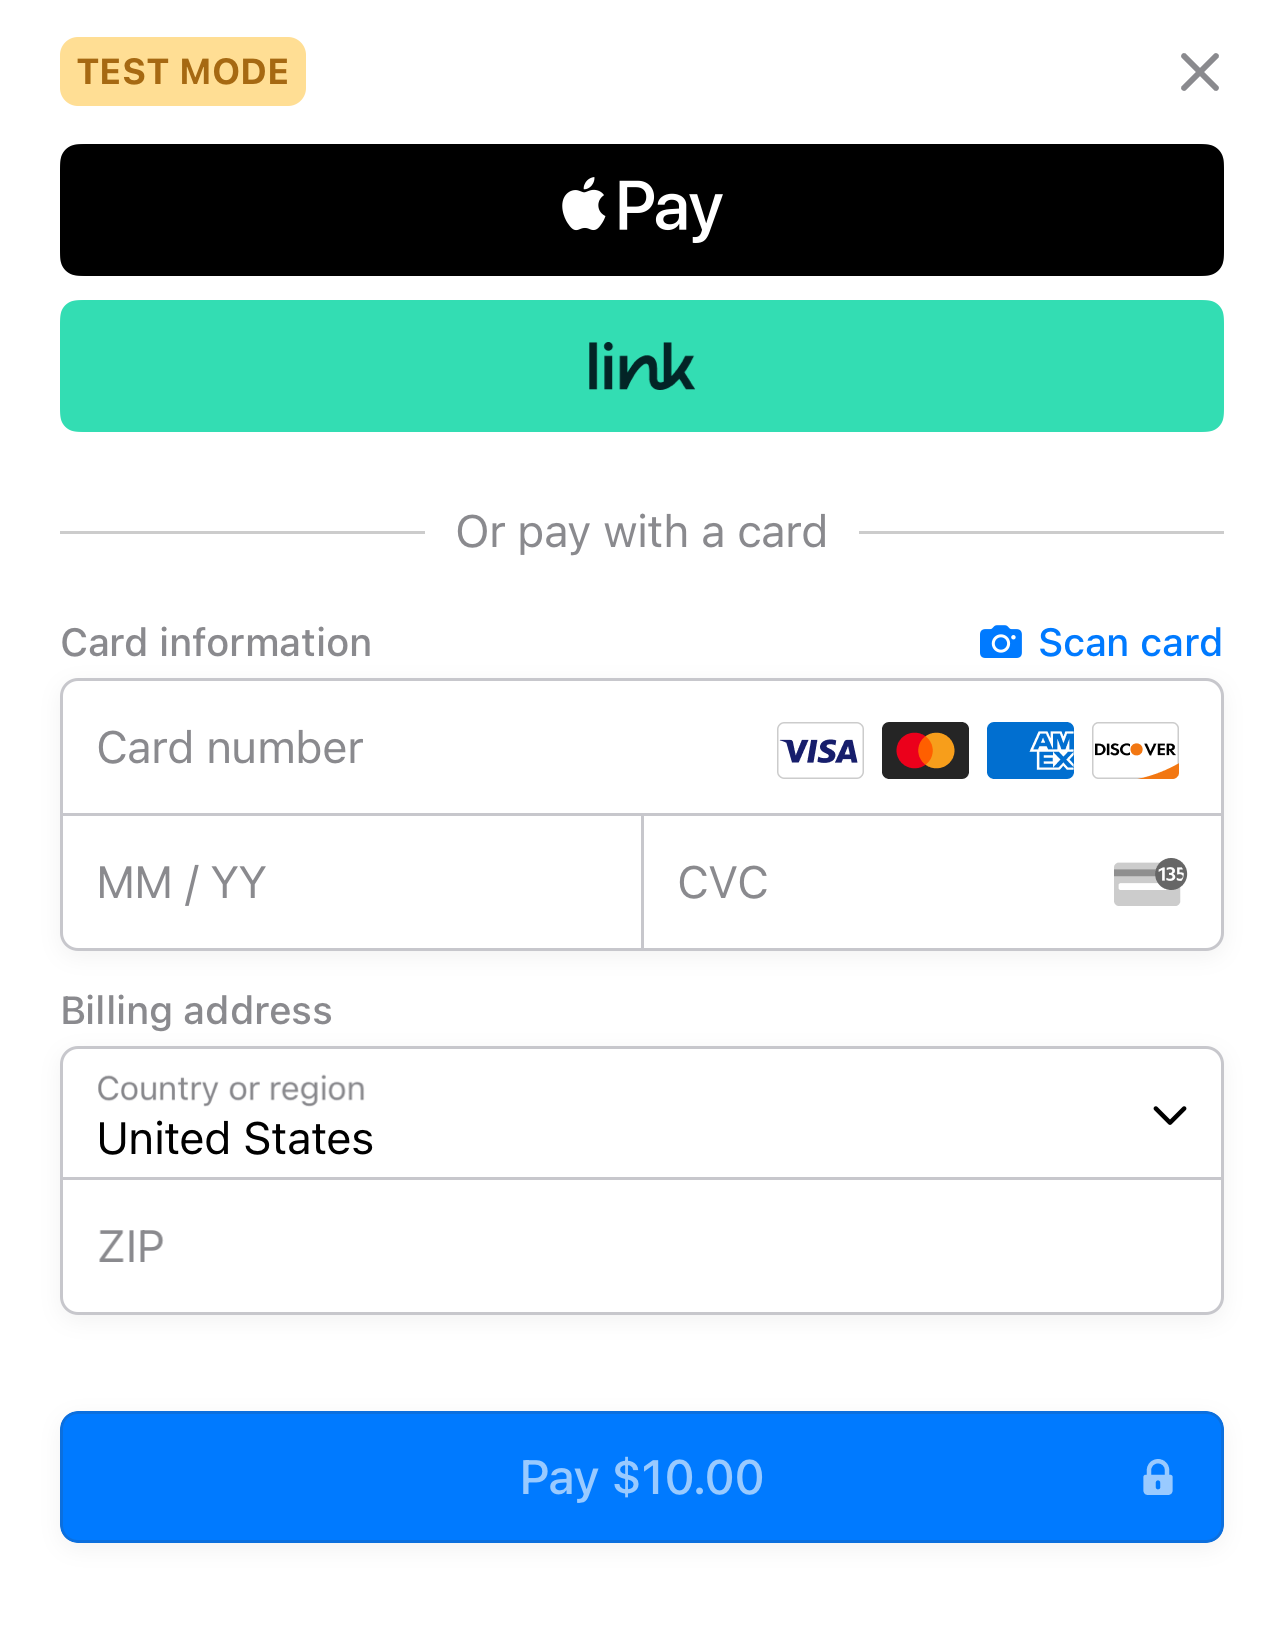 TEST MODE
Pay
link
Or pay with a card
Card information
Scan card
Card number
VISA
AM
EX
DISCOVER
MM / YY
CVC
135
Billing address
Country or region
United States
ZIP
Pay $10.00